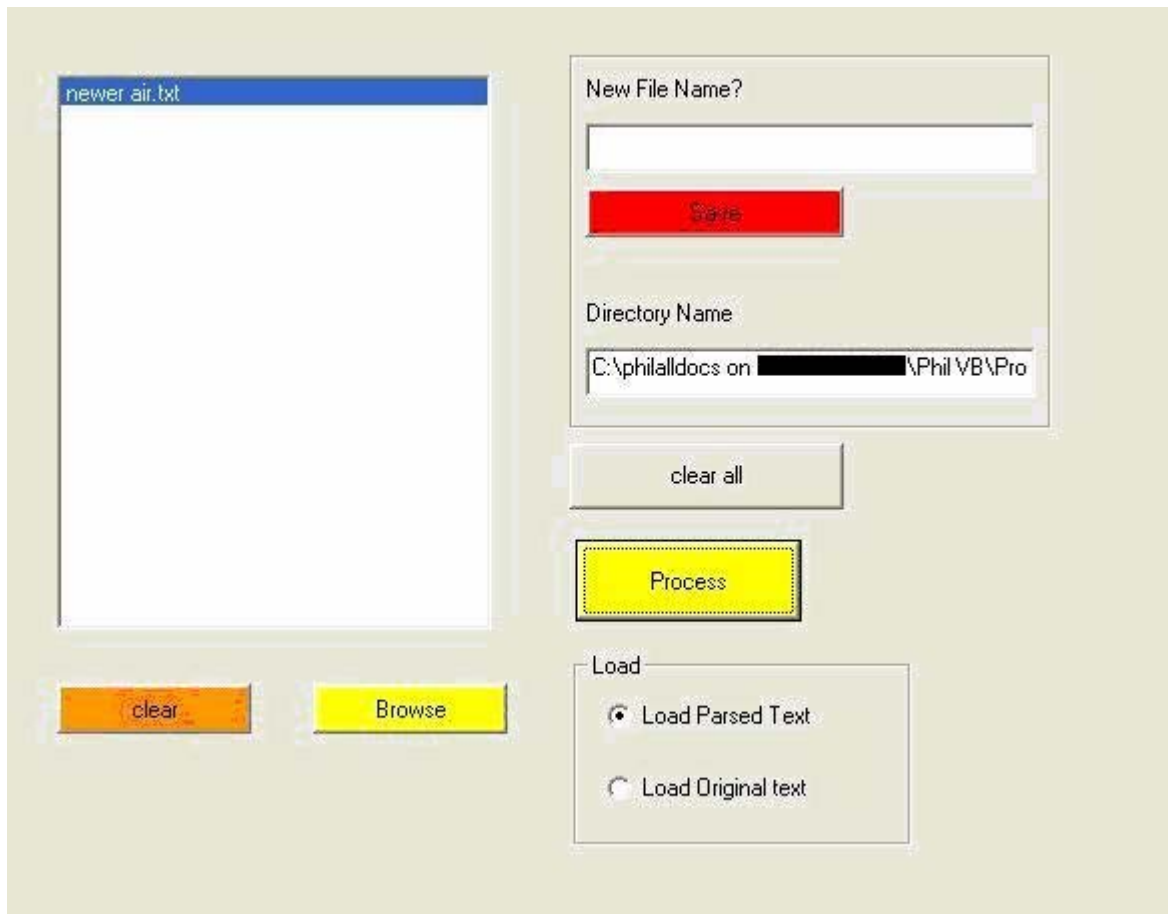 newer air.txt
New File Name?
Save
Directory Name
C:\philalldocs on \Phil VB\Pro
clear all
Process
clear
Browse
Load
Load Parsed Text
Load Original text